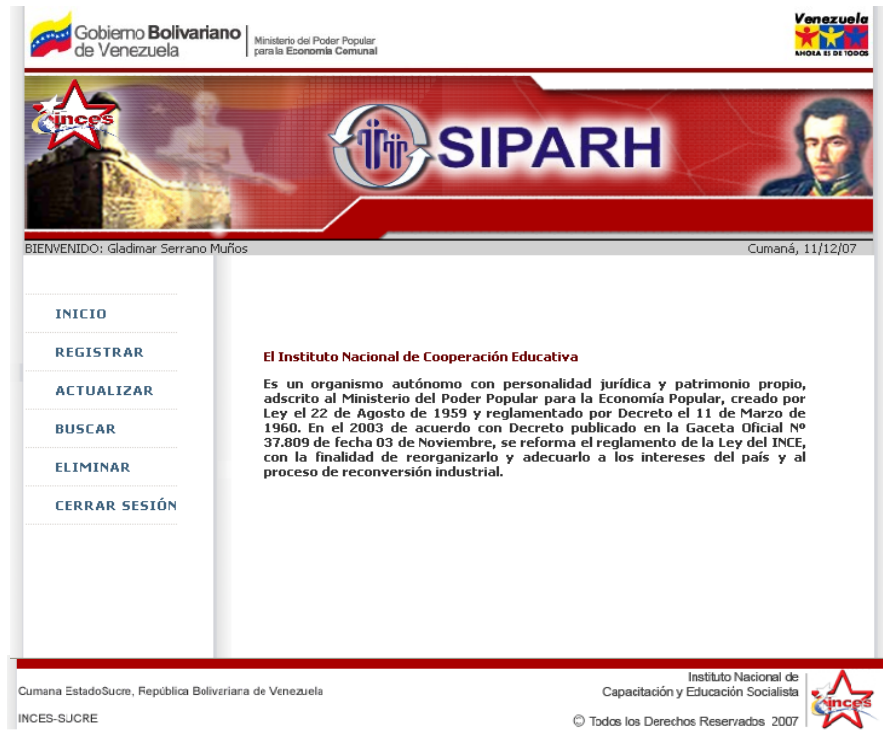 Gobierno Bolivariano
de Venezuela
Ministerio del Poder Popular
para la Economía Comunal
Venezuela
AHORA ES DE TODOS
inces
SIPARH
BIENVENIDO: Gladimar Serrano Muños
Cumaná, 11/12/07
INICIO
REGISTRAR
ACTUALIZAR
BUSCAR
ELIMINAR
CERRAR SESIÓN
El Instituto Nacional de Cooperación Educativa
Es un organismo autónomo con personalidad jurídica y patrimonio propio,
adscrito al Ministerio del Poder Popular para la Economía Popular, creado por
Ley el 22 de Agosto de 1959 y reglamentado por Decreto el 11 de Marzo de
1960. En el 2003 de acuerdo con Decreto publicado en la Gaceta Oficial Nº
37.809 de fecha 03 de Noviembre, se reforma el reglamento de la Ley del INCE,
con la finalidad de reorganizarlo y adecuarlo a los intereses del país y al
proceso de reconversión industrial.
Cumana EstadoSucre, República Bolivariana de Venezuela
INCES-SUCRE
Instituto Nacional de
Capacitación y Educación Socialista
© Todos los Derechos Reservados 2007
inces